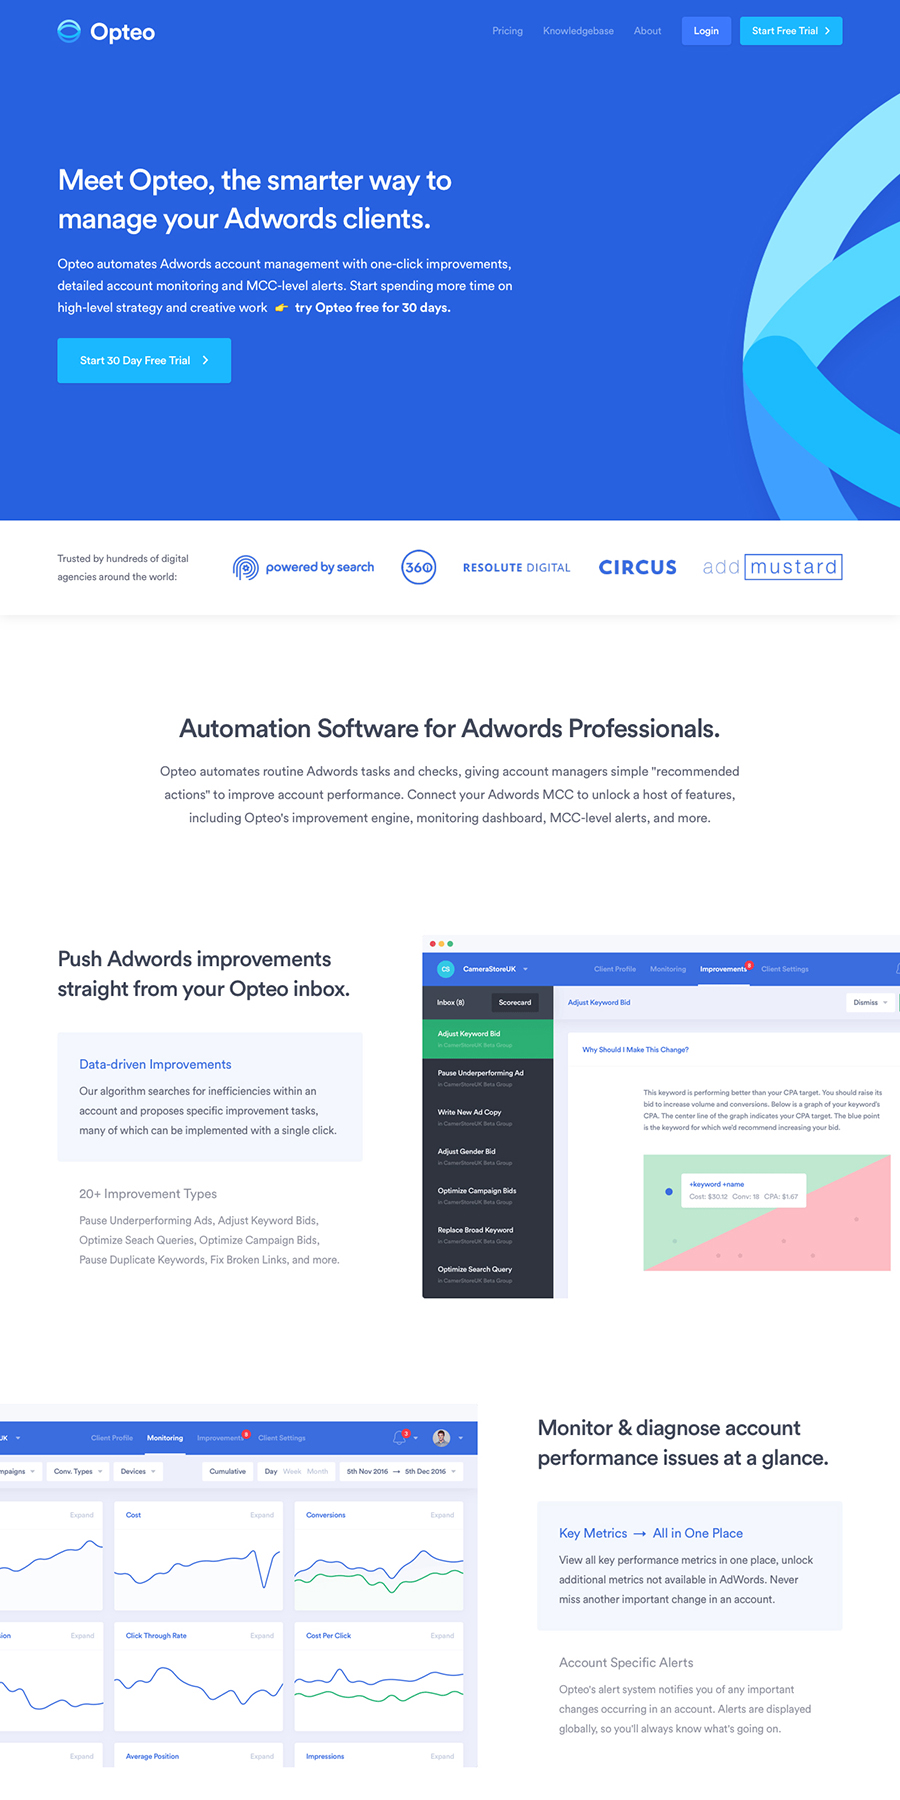 Opteo
Pricing
Knowledgebase
About
Login
Start Free Trial
Meet Opteo, the smarter way to
manage your Adwords clients.
Opteo automates Adwords account management with one-click improvements,
detailed account monitoring and MCC-level alerts. Start spending more time on
high-level strategy and creative work 👉 try Opteo free for 30 days.
Start 30 Day Free Trial
Trusted by hundreds of digital
agencies around the world:
powered by search
360
RESOLUTE DIGITAL
CIRCUS
add mustard
Automation Software for Adwords Professionals.
Opteo automates routine Adwords tasks and checks, giving account managers simple "recommended
actions" to improve account performance. Connect your Adwords MCC to unlock a host of features,
including Opteo's improvement engine, monitoring dashboard, MCC-level alerts, and more.
Push Adwords improvements
straight from your Opteo inbox.
Data-driven Improvements
Our algorithm searches for inefficiencies within an
account and proposes specific improvement tasks,
many of which can be implemented with a single click.
20+ Improvement Types
Pause Underperforming Ads, Adjust Keyword Bids,
Optimize Seach Queries, Optimize Campaign Bids,
Pause Duplicate Keywords, Fix Broken Links, and more.
CS
CameraStoreUK
Client Profile
Monitoring
Improvements
8
Client Settings
Inbox (8)
Scorecard
Adjust Keyword Bid
Dismiss
Adjust Keyword Bid
in CamerStoreUK Beta Group
Pause Underperforming Ad
in CamerStoreUK Beta Group
Write New Ad Copy
in CamerStoreUK Beta Group
Adjust Gender Bid
in CamerStoreUK Beta Group
Optimize Campaign Bids
in CamerStoreUK Beta Group
Replace Broad Keyword
in CamerStoreUK Beta Group
Optimize Search Query
in CamerStoreUK Beta Group
Why Should I Make This Change?
This keyword is performing better than your CPA target. You should raise its
bid to increase volume and conversions. Below is a graph of your keyword's
CPA. The center line of the graph indicates your CPA target. The blue point
is the keyword for which we'd recommend increasing your bid.
+keyword +name
Cost: $30.12 Conv: 18 CPA: $1.67
UK
Client Profile
Monitoring
Improvements
8
Client Settings
3
mpaigns
Conv. Types
Devices
Cumulative
Day Week Month
5th Nov 2016 → 5th Dec 2016
Expand
Cost
Expand
Conversions
Expand
sion
Expand
Click Through Rate
Expand
Cost Per Click
Expand
Expand
Average Position
Expand
Impressions
Expand
Monitor & diagnose account
performance issues at a glance.
Key Metrics → All in One Place
View all key performance metrics in one place, unlock
additional metrics not available in AdWords. Never
miss another important change in an account.
Account Specific Alerts
Opteo's alert system notifies you of any important
changes occurring in an account. Alerts are displayed
globally, so you'll always know what's going on.